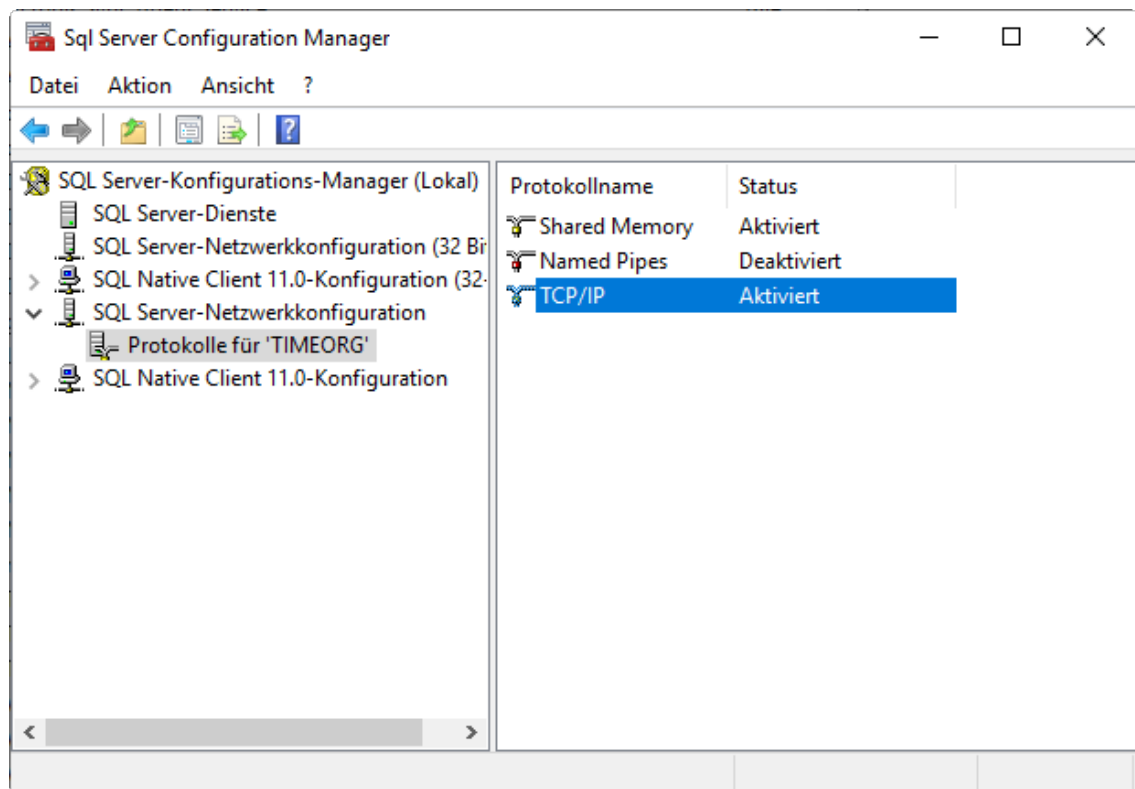 Sql Server Configuration Manager
Datei Aktion Ansicht ?
SQL Server-Konfigurations-Manager (Lokal)
SQL Server-Dienste
SQL Server-Netzwerkkonfiguration (32 Bi
SQL Native Client 11.0-Konfiguration (32-
SQL Server-Netzwerkkonfiguration
Protokolle für 'TIMEORG'
SQL Native Client 11.0-Konfiguration
Protokollname Status
Shared Memory Aktiviert
Named Pipes Deaktiviert
TCP/IP Aktiviert